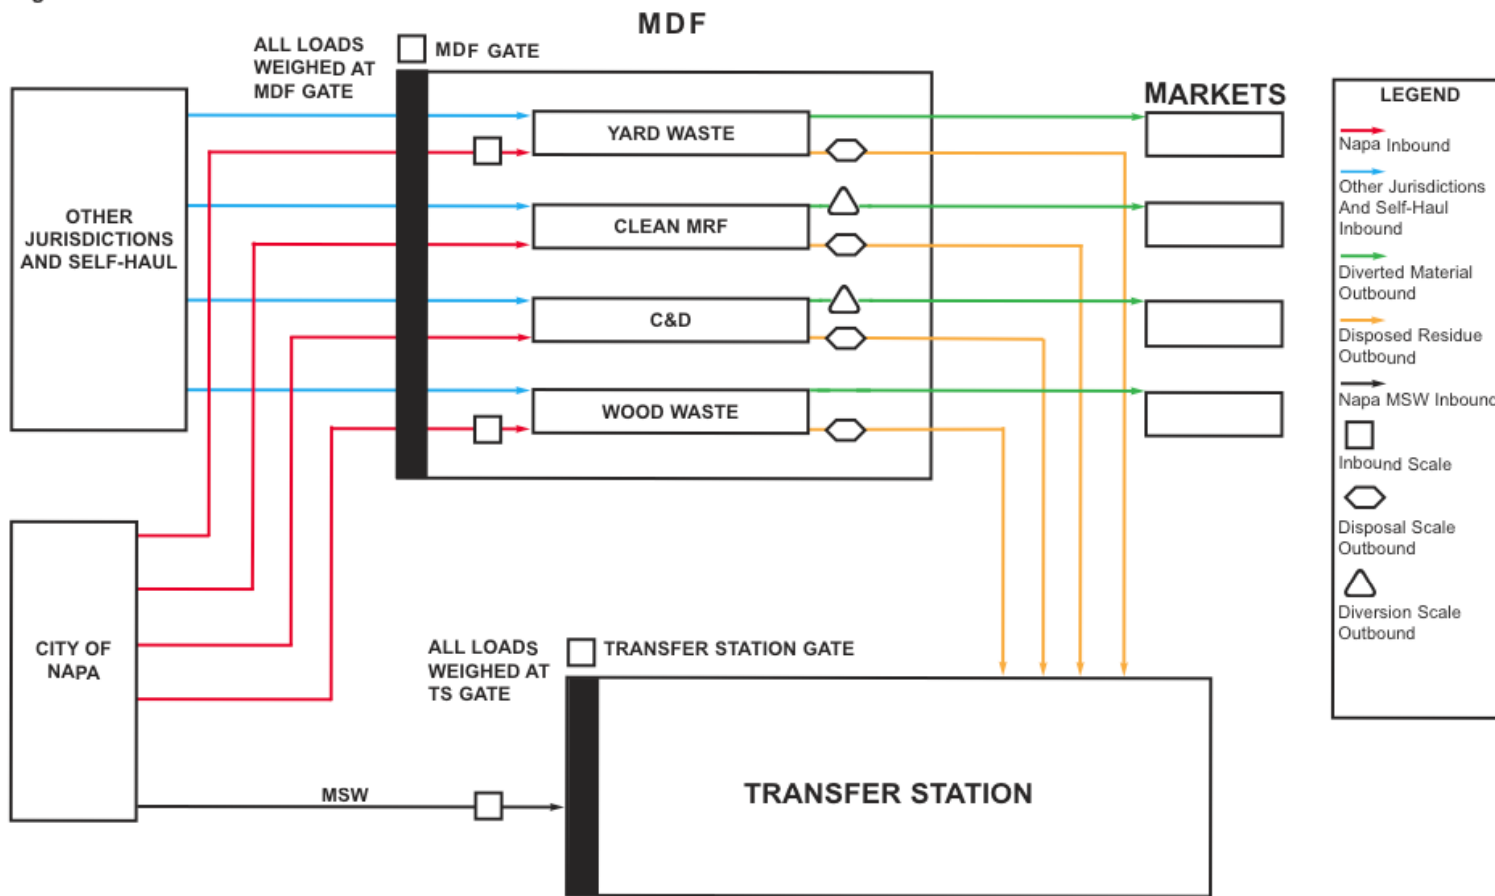 MDF
ALL LOADS
WEIGHED AT
MDF GATE
MDF GATE
MARKETS
LEGEND
YARD WASTE
Napa Inbound
OTHER
JURISDICTIONS
AND SELF-HAUL
CLEAN MRF
Other Jurisdictions
And Self-Haul
Inbound
Diverted Material
Outbound
C&D
Disposed Residue
Outbound
WOOD WASTE
Napa MSW Inbound
Inbound Scale
Disposal Scale
Outbound
Diversion Scale
Outbound
CITY OF
NAPA
ALL LOADS
WEIGHED AT
TS GATE
TRANSFER STATION GATE
MSW
TRANSFER STATION